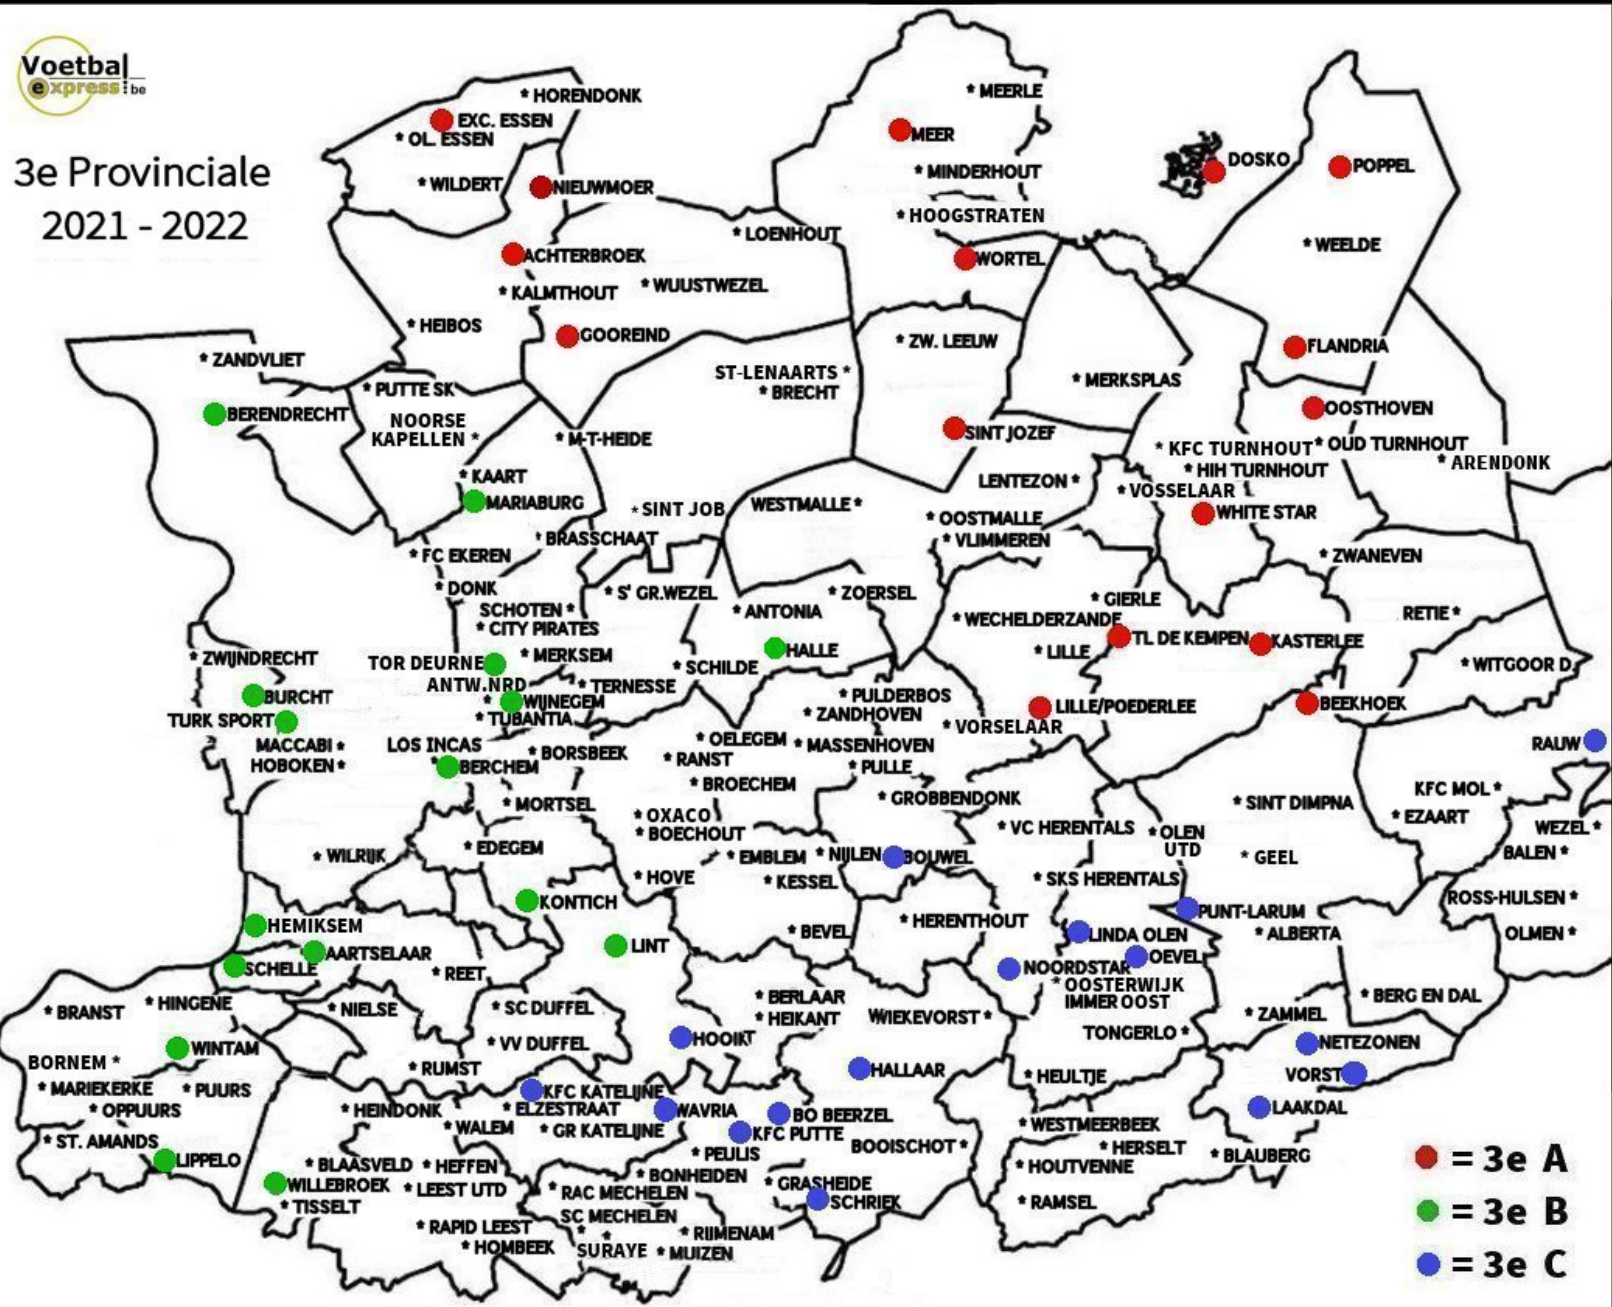 Voetbal
express!be
3e Provinciale
2021 - 2022
* HORENDONK
EXC. ESSEN
* OL. ESSEN
* WILDERT
NIEUWMOER
ACHTERBROEK
* KALMTHOUT
* WUUSTWEZEL
* LOENHOUT
* HEIBOS
GOOREIND
* MEERLE
MEER
* MINDERHOUT
* HOOGSTRATEN
WORTEL
DOSKO
POPPEL
* WEELDE
FLANDRIA
* ZANDVLIET
BERENDRECHT
* PUTTE SK
NOORSE
KAPELLEN *
* M-T-HEIDE
* KAART
MARIABURG
ST-LENAARTS *
* BRECHT
* ZW. LEEUW
* MERKSPLAS
SINT JOZEF
OOSTHOVEN
* KFC TURNHOUT
* OUD TURNHOUT
* HIH TURNHOUT
* ARENDONK
LENTEZON *
* VOSSELAAR
WHITE STAR
* SINT JOB
WESTMALLE *
* OOSTMALLE
* VLIMMEREN
* BRASSCHAAT
* FC EKEREN
* ZWANEVEN
* DONK
* S' GR.WEZEL
* ZOERSEL
* ANTONIA
SCHOTEN *
* CITY PIRATES
* GIERLE
* WECHELDERZANDE
RETIE *
TL DE KEMPEN
KASTERLEE
* LILLE
HALLE
* MERKSEM
* ZWIJNDRECHT
TOR DEURNE
* SCHILDE
* WITGOOR D.
ANTW.NRD
*
* TERNESSE
BURCHT
WIJNEGEM
* PULDERBOS
* ZANDHOVEN
LILLE/POEDERLEE
BEEKHOEK
TURK SPORT
* TUBANTIA
* VORSELAAR
MACCABI *
HOBOKEN *
LOS INCAS
*
BERCHEM
* BORSBEEK
* OELEGEM
* MASSENHOVEN
* RANST
* PULLE
RAUW
* BROECHEM
* GROBBENDONK
KFC MOL *
* MORTSEL
* SINT DIMPNA
* EZAART
* OXACO
* BOECHOUT
* VC HERENTALS
* OLEN
UTD
WEZEL *
* EDEGEM
* WILRIJK
* EMBLEM
* NIJLEN
BOUWEL
* GEEL
BALEN *
* HOVE
* KESSEL
* SKS HERENTALS
ROSS-HULSEN *
KONTICH
PUNT-LARUM
HEMIKSEM
* HERENTHOUT
* BEVEL
LINDA OLEN
* ALBERTA
OLMEN *
LINT
AARTSELAAR
SCHELLE
* REET
OEVEL
NOORDSTAR
* OOSTERWIJK
IMMER OOST
* BERG EN DAL
* BRANST
* HINGENE
* NIELSE
* SC DUFFEL
* BERLAAR
* HEIKANT
WIEKEVORST *
* ZAMMEL
TONGERLO *
WINTAM
* VV DUFFEL
HOOIKT
NETEZONEN
BORNEM *
* RUMST
HALLAAR
* HEULTJE
VORST
* MARIEKERKE
* PUURS
KFC KATELIJNE
* OPPUURS
* HEINDONK
* ELZESTRAAT
WAVRIA
BO BEERZEL
LAAKDAL
* WALEM
* GR KATELIJNE
KFC PUTTE
* WESTMEERBEEK
* ST. AMANDS
* PEULIS
BOOISCHOT *
* HERSELT
* BLAUBERG
LIPPELO
* BLAASVELD
* HEFFEN
* HOUTVENNE
WILLEBROEK
* LEEST UTD
* BONHEIDEN
* RAC MECHELEN
* GRASHEIDE
SCHRIEK
* RAMSEL
* TISSELT
SC MECHELEN
*
* RAPID LEEST
* RIJMENAM
* HOMBEEK
*
SURAYE
* MUIZEN
= 3e A
= 3e B
= 3e C